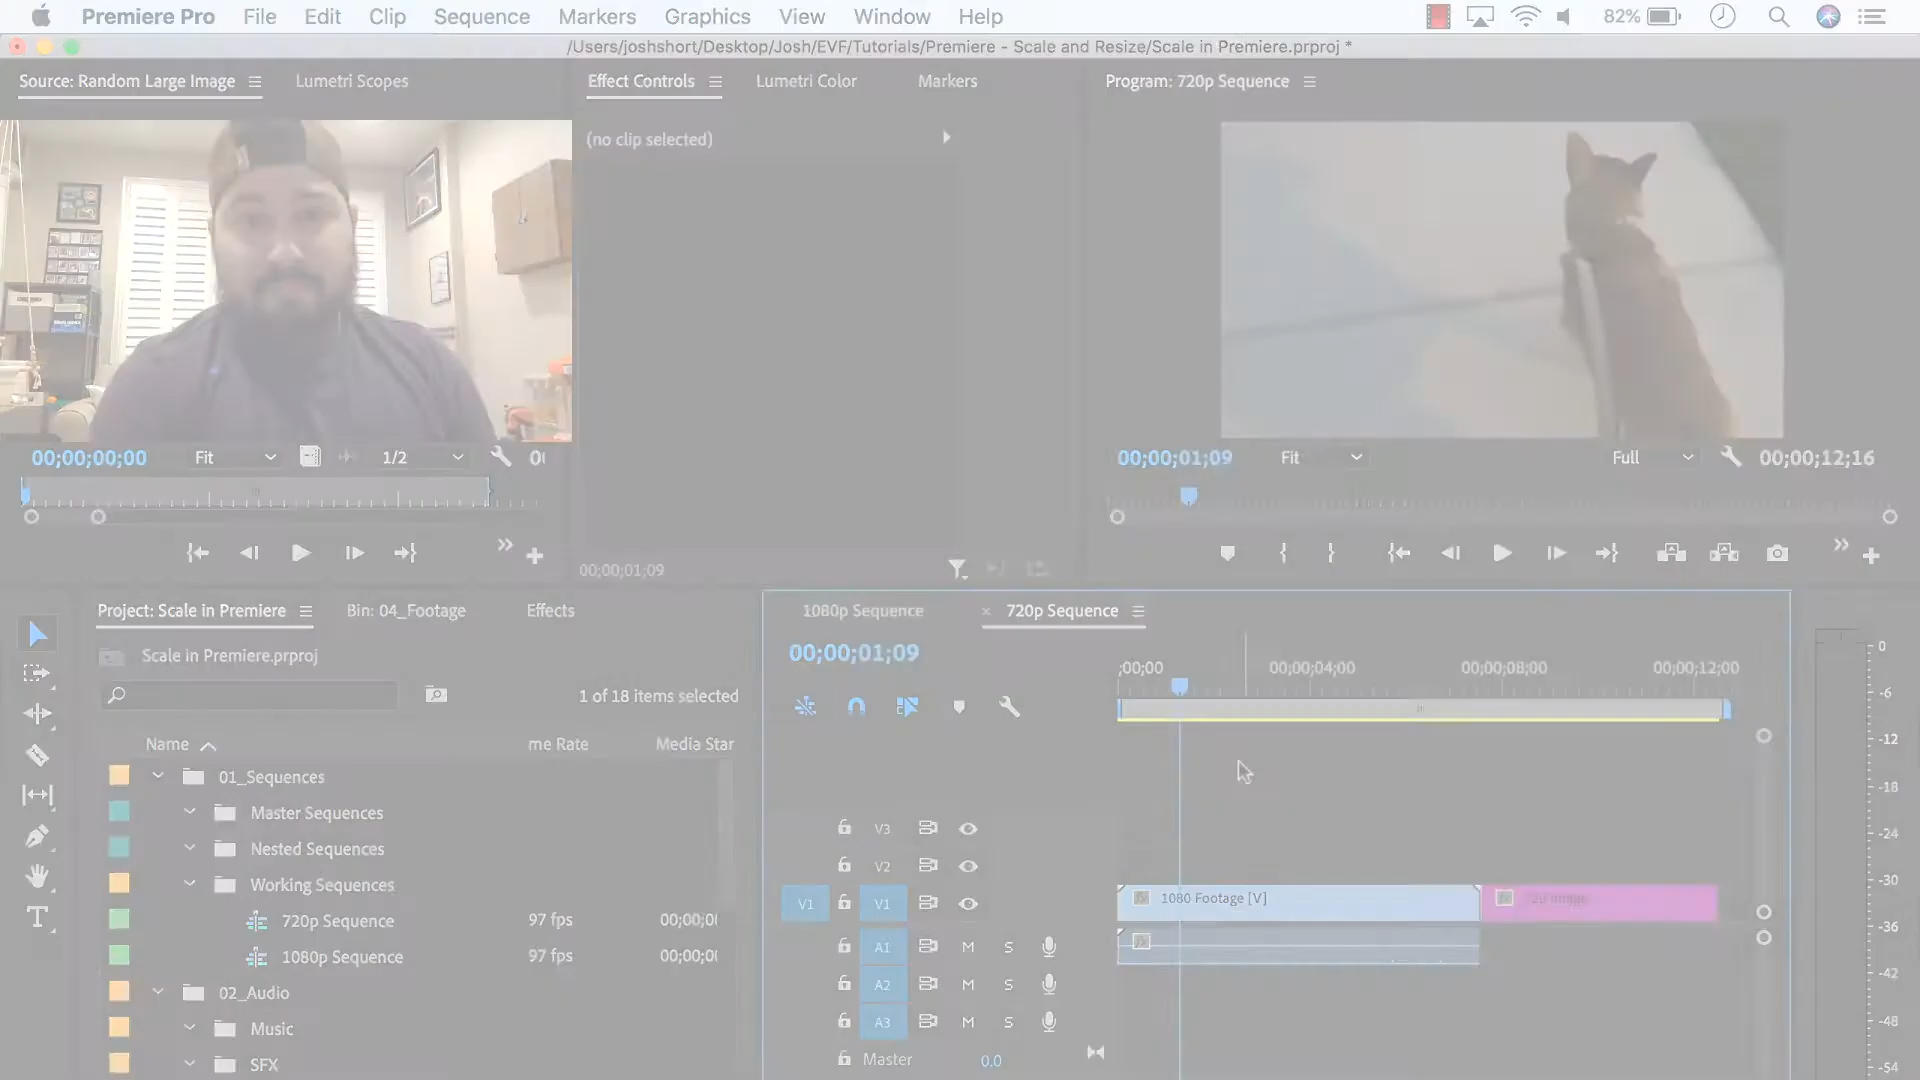 Premiere Pro File Edit Clip Sequence Markers Graphics View Window Help 82%
/Users/joshshort/Desktop/Josh/EVF/Tutorials/Premiere - Scale and Resize/Scale in Premiere.prproj *
Source: Random Large Image Lumetri Scopes Effect Controls Lumetri Color Markers Program: 720p Sequence
(no clip selected)
00;00;00;00 Fit 1/2 00;00;01;09 Fit Full 00;00;12;16
00;00;01;09
Project: Scale in Premiere Bin: 04_Footage Effects 1080p Sequence × 720p Sequence
Scale in Premiere.prproj 00;00;01;09
;00;00 00;00;04;00 00;00;08;00 00;00;12;00
1 of 18 items selected
Name me Rate Media Star
01_Sequences
Master Sequences
Nested Sequences
Working Sequences
720p Sequence 97 fps 00;00;0
1080p Sequence 97 fps 00;00;0
02_Audio
Music
SFX
V3
V2
V1 V1 1080 Footage [V]
A1 M S
A2 M S
A3 M S
Master 0.0
0
-6
-12
-18
-24
-30
-36
-42
-48
-54